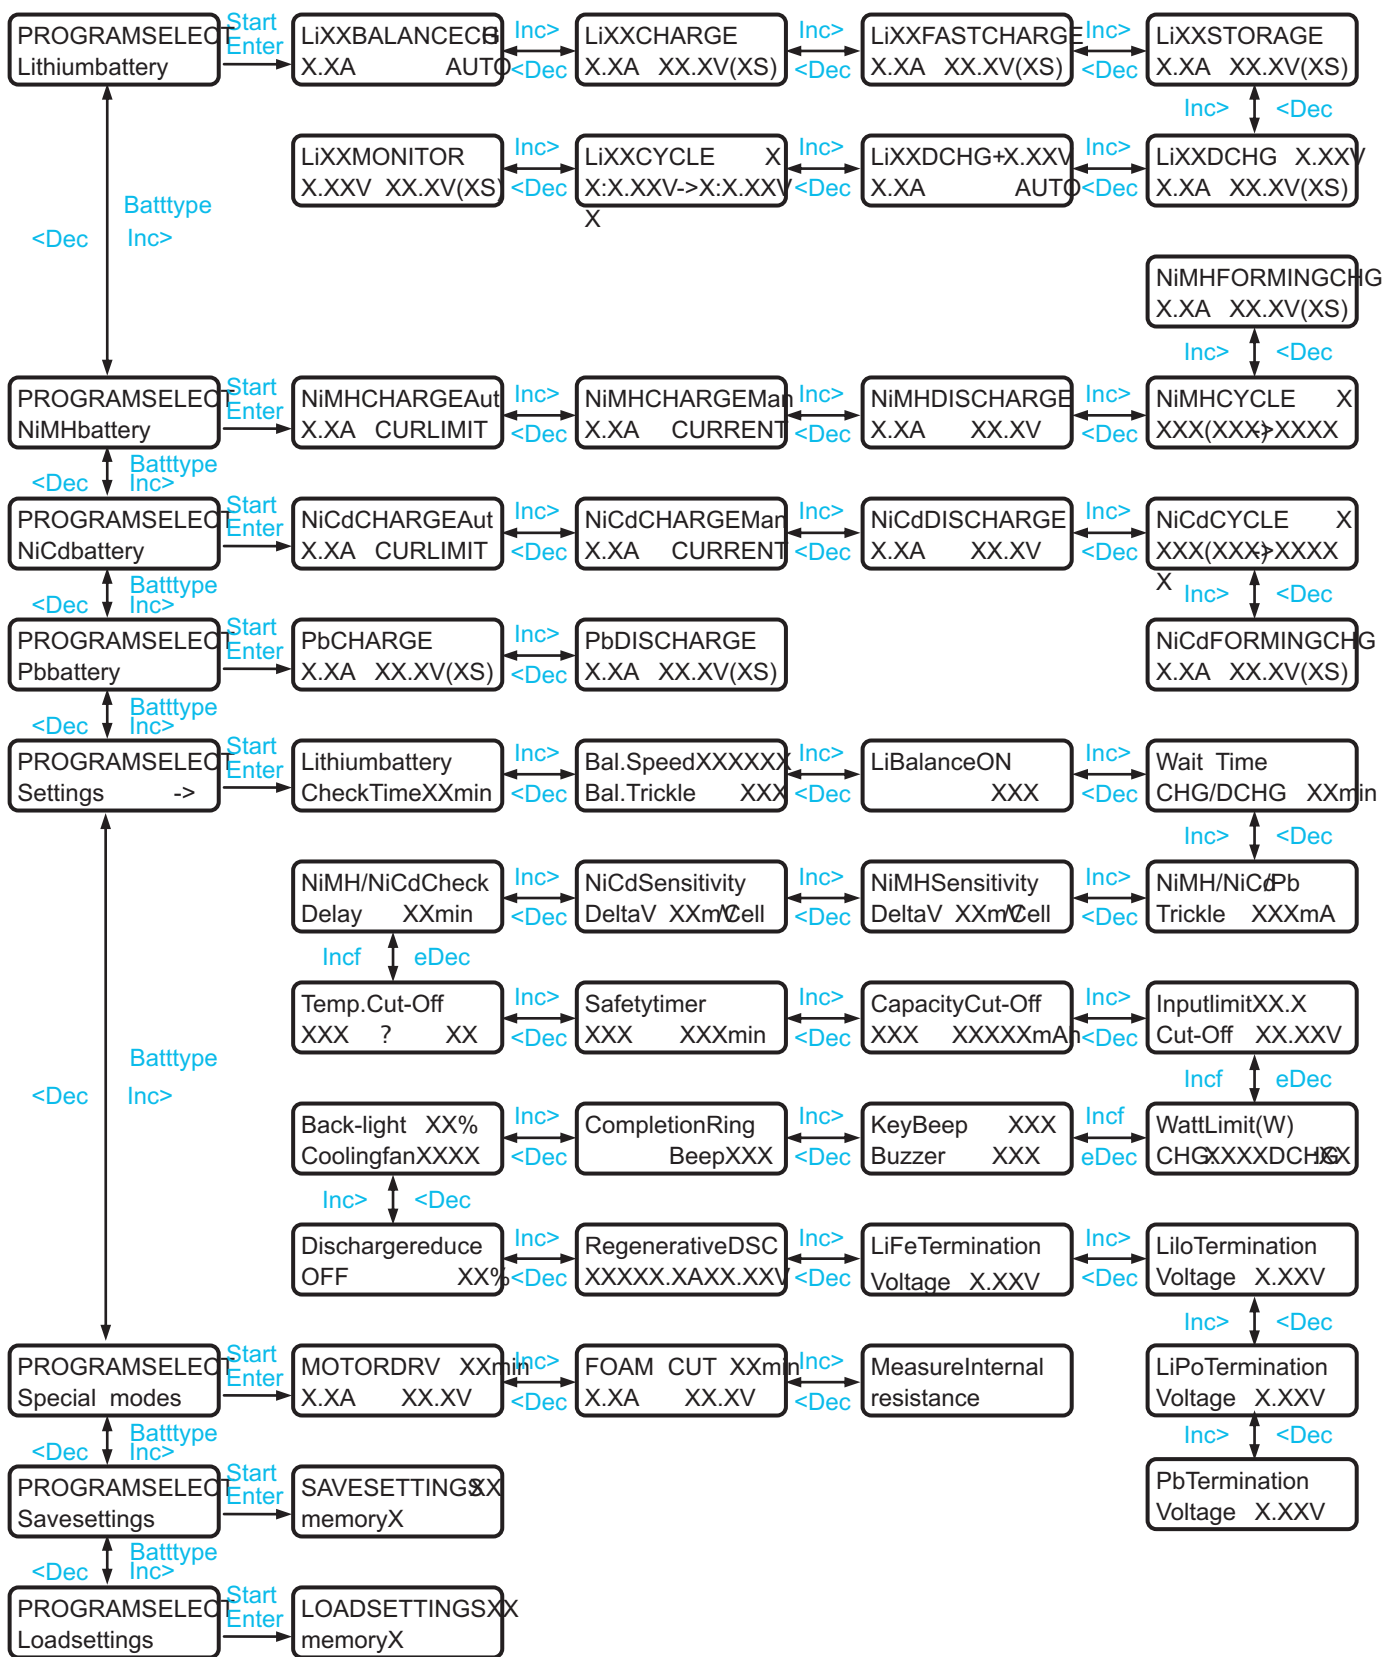 PROGRAMSELECT
Lithiumbattery
Start
Enter
LiXXBALANCECHG
X.XA AUTO
Inc>
<Dec
LiXXCHARGE
X.XA XX.XV(XS)
Inc>
<Dec
LiXXFASTCHARGE
X.XA XX.XV(XS)
Inc>
<Dec
LiXXSTORAGE
X.XA XX.XV(XS)
Inc> <Dec
LiXXMONITOR
X.XXV XX.XV(XS)
Inc>
<Dec
LiXXCYCLE X
X:X.XXV->X:X.XXV
X
Inc>
<Dec
LiXXDCHG+X.XXV
X.XA AUTO
Inc>
<Dec
LiXXDCHG X.XXV
X.XA XX.XV(XS)
Batttype
<Dec Inc>
NiMHFORMINGCHG
X.XA XX.XV(XS)
Inc> <Dec
PROGRAMSELECT
NiMHbattery
Start
Enter
NiMHCHARGEAut
X.XA CURLIMIT
Inc>
<Dec
NiMHCHARGEMan
X.XA CURRENT
Inc>
<Dec
NiMHDISCHARGE
X.XA XX.XV
Inc>
<Dec
NiMHCYCLE X
XXX(XXX)->XXXX
Batttype
<Dec Inc>
PROGRAMSELECT
NiCdbattery
Start
Enter
NiCdCHARGEAut
X.XA CURLIMIT
Inc>
<Dec
NiCdCHARGEMan
X.XA CURRENT
Inc>
<Dec
NiCdDISCHARGE
X.XA XX.XV
Inc>
<Dec
NiCdCYCLE X
XXX(XXX)->XXXX
X
Inc> <Dec
Batttype
<Dec Inc>
PROGRAMSELECT
Pbbattery
Start
Enter
PbCHARGE
X.XA XX.XV(XS)
Inc>
<Dec
PbDISCHARGE
X.XA XX.XV(XS)
NiCdFORMINGCHG
X.XA XX.XV(XS)
Batttype
<Dec Inc>
PROGRAMSELECT
Settings ->
Start
Enter
Lithiumbattery
CheckTimeXXmin
Inc>
<Dec
Bal.SpeedXXXXXX
Bal.Trickle XXX
Inc>
<Dec
LiBalanceON
XXX
Inc>
<Dec
Wait Time
CHG/DCHG XXmin
Inc> <Dec
NiMH/NiCdCheck
Delay XXmin
Inc>
<Dec
NiCdSensitivity
DeltaV XXmV/Cell
Inc>
<Dec
NiMHSensitivity
DeltaV XXmV/Cell
Inc>
<Dec
NiMH/NiCd/Pb
Trickle XXXmA
Incf eDec
Temp.Cut-Off
XXX ? XX
Inc>
<Dec
Safetytimer
XXX XXXmin
Inc>
<Dec
CapacityCut-Off
XXX XXXXXmAh
Inc>
<Dec
InputlimitXX.X
Cut-Off XX.XXV
Incf eDec
Batttype
<Dec Inc>
Back-light XX%
CoolingfanXXXX
Inc>
<Dec
CompletionRing
BeepXXX
Inc>
<Dec
KeyBeep XXX
Buzzer XXX
Incf
eDec
WattLimit(W)
CHG:XXXXDCHG:XX
Inc> <Dec
Dischargereduce
OFF XX%
Inc>
<Dec
RegenerativeDSC
XXXXX.XAXX.XXV
Inc>
<Dec
LiFeTermination
Voltage X.XXV
Inc>
<Dec
LiIoTermination
Voltage X.XXV
Inc> <Dec
PROGRAMSELECT
Special modes
Start
Enter
MOTORDRV XXmin
X.XA XX.XV
Inc>
<Dec
FOAM CUT XXmin
X.XA XX.XV
Inc>
<Dec
MeasureInternal
resistance
LiPoTermination
Voltage X.XXV
Inc> <Dec
Batttype
<Dec Inc>
PROGRAMSELECT
Savesettings
Start
Enter
SAVESETTINGSXX
memoryX
PbTermination
Voltage X.XXV
Batttype
<Dec Inc>
PROGRAMSELECT
Loadsettings
Start
Enter
LOADSETTINGSXX
memoryX